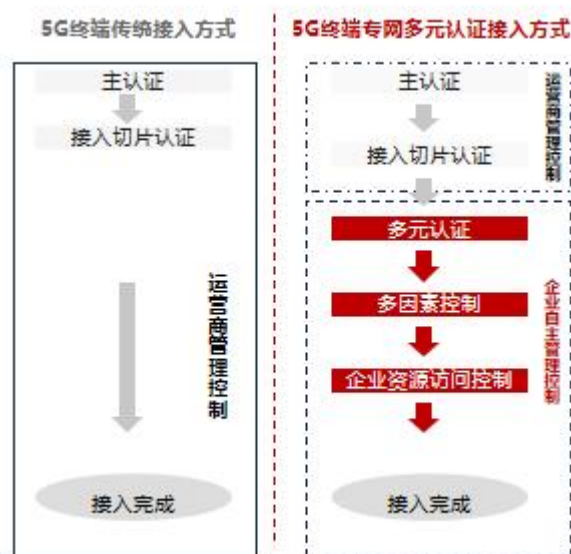 5G终端传统接入方式
主认证
接入切片认证
运营商管理控制
接入完成
5G终端专网多元认证接入方式
主认证
接入切片认证
运营商管理控制
多元认证
多因素控制
企业资源访问控制
企业自主管理控制
接入完成